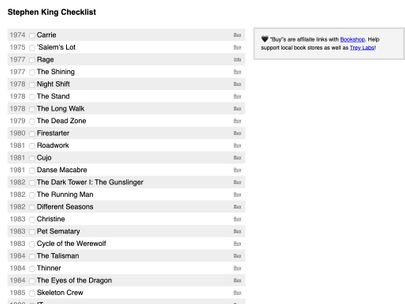 Stephen King Checklist
1974 Carrie Buy
1975 'Salem's Lot Buy
1977 Rage Info
1977 The Shining Buy
1978 Night Shift Buy
1978 The Stand Buy
1978 The Long Walk Buy
1979 The Dead Zone Buy
1980 Firestarter Buy
1981 Roadwork Buy
1981 Cujo Buy
1981 Danse Macabre Buy
1982 The Dark Tower I: The Gunslinger Buy
1982 The Running Man Buy
1982 Different Seasons Buy
1983 Christine Buy
1983 Pet Sematary Buy
1983 Cycle of the Werewolf Buy
1984 The Talisman Buy
1984 Thinner Buy
1984 The Eyes of the Dragon Buy
1985 Skeleton Crew Buy
1986 IT
🖤 "Buy"s are affiliate links with Bookshop. Help
support local book stores as well as Trey Labs!